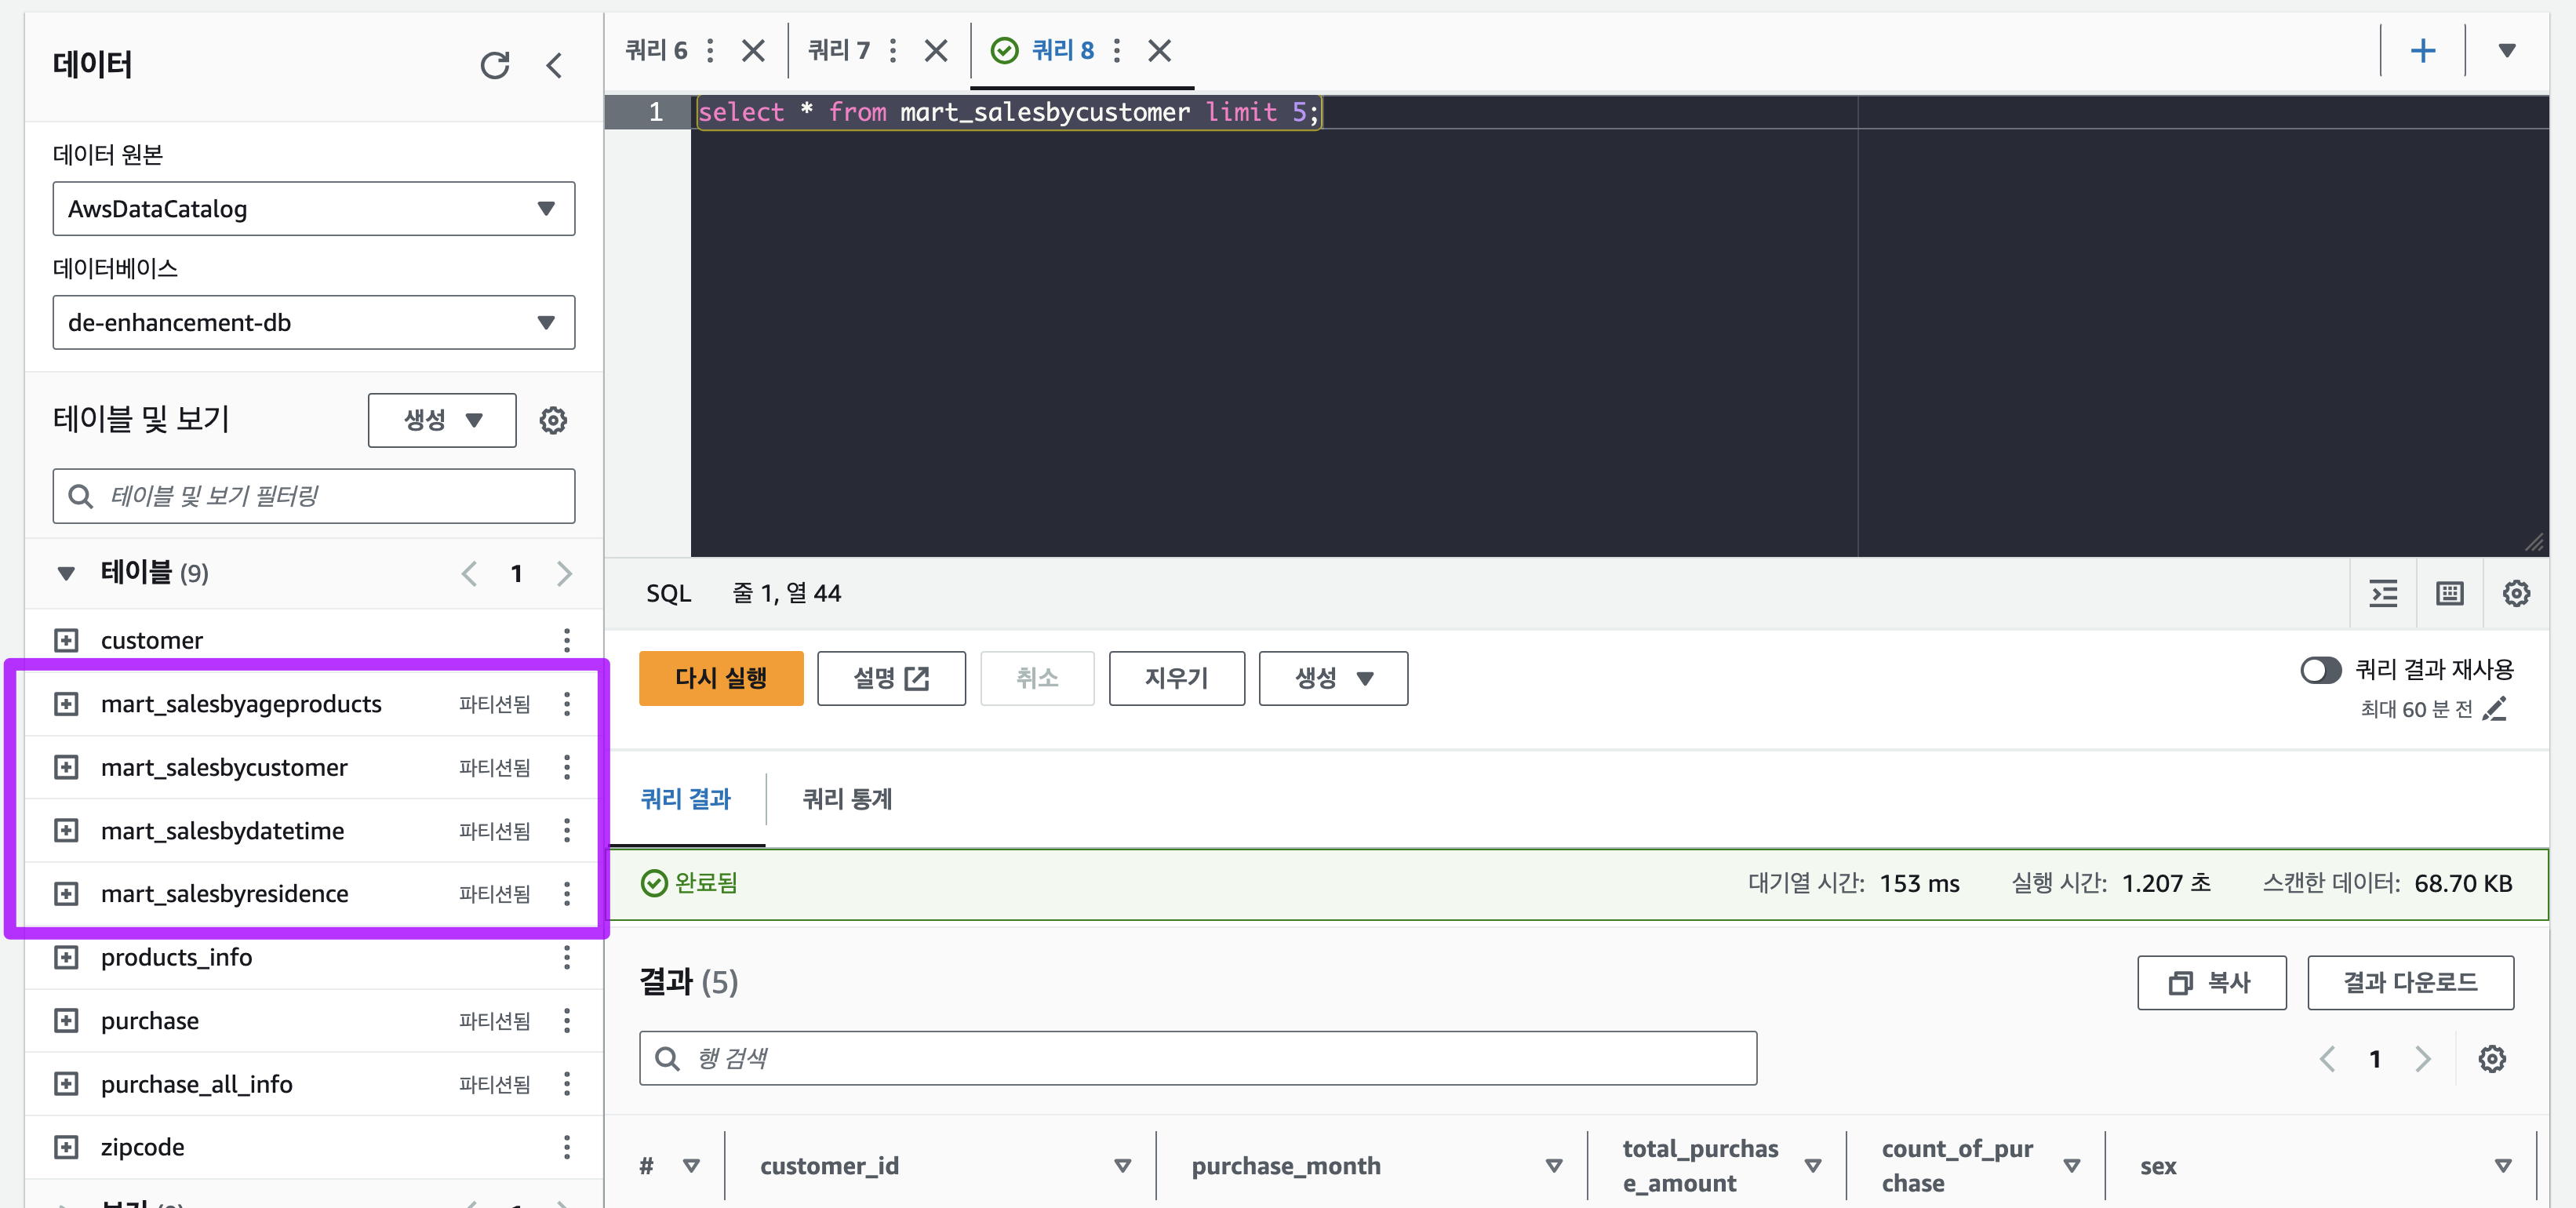 데이터
데이터 원본
AwsDataCatalog
데이터베이스
de-enhancement-db
테이블 및 보기
생성
테이블 및 보기 필터링
테이블 (9)
1
customer
mart_salesbyageproducts 파티션됨
mart_salesbycustomer 파티션됨
mart_salesbydatetime 파티션됨
mart_salesbyresidence 파티션됨
products_info
purchase 파티션됨
purchase_all_info 파티션됨
zipcode
쿼리 6
쿼리 7
쿼리 8
1 select * from mart_salesbycustomer limit 5;
SQL 줄 1, 열 44
다시 실행 설명 취소 지우기 생성
쿼리 결과 재사용
최대 60 분 전
쿼리 결과 쿼리 통계
완료됨 대기열 시간: 153 ms 실행 시간: 1.207 초 스캔한 데이터: 68.70 KB
결과 (5) 복사 결과 다운로드
행 검색 1
# customer_id purchase_month total_purchas
e_amount count_of_pur
chase sex